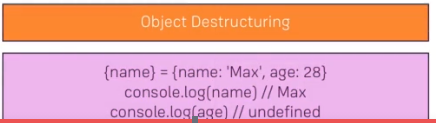 Object Destructuring
{name} = {name: 'Max', age: 28}
console.log(name) // Max
console.log(age) // undefined